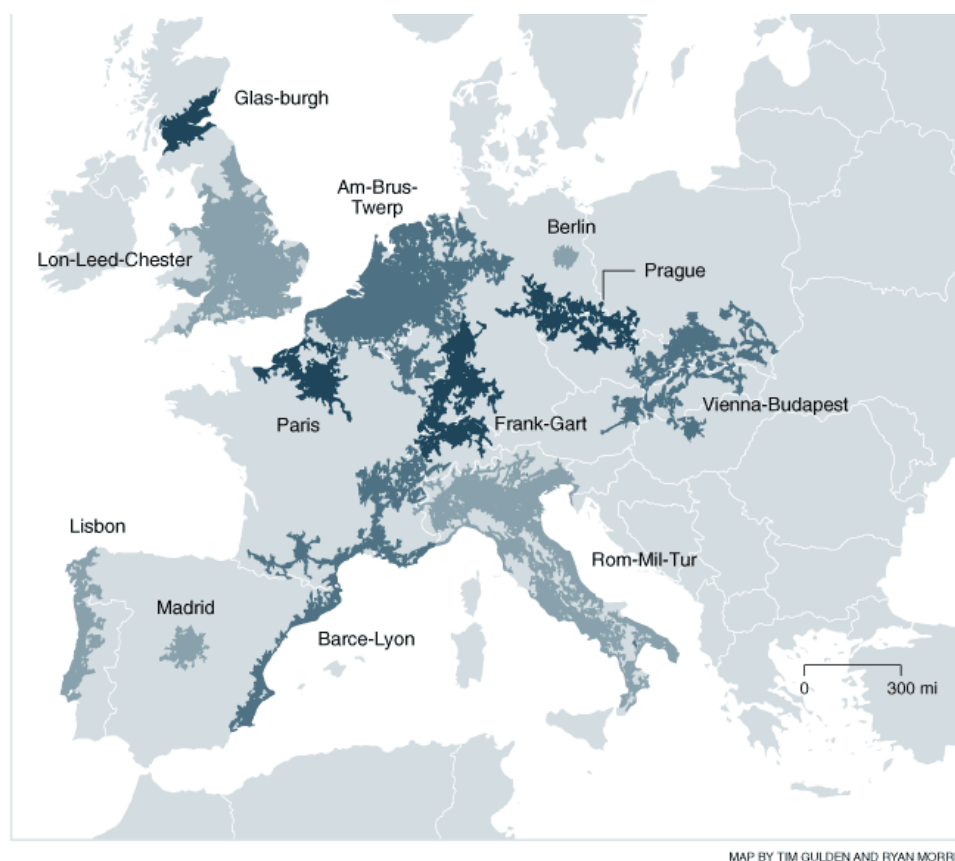 Glas-burgh
Am-Brus-
Twerp
Berlin
Lon-Leed-Chester
Prague
Paris
Frank-Gart
Vienna-Budapest
Lisbon
Rom-Mil-Tur
Madrid
Barce-Lyon
0
300 mi
MAP BY TIM GULDEN AND RYAN MORRI